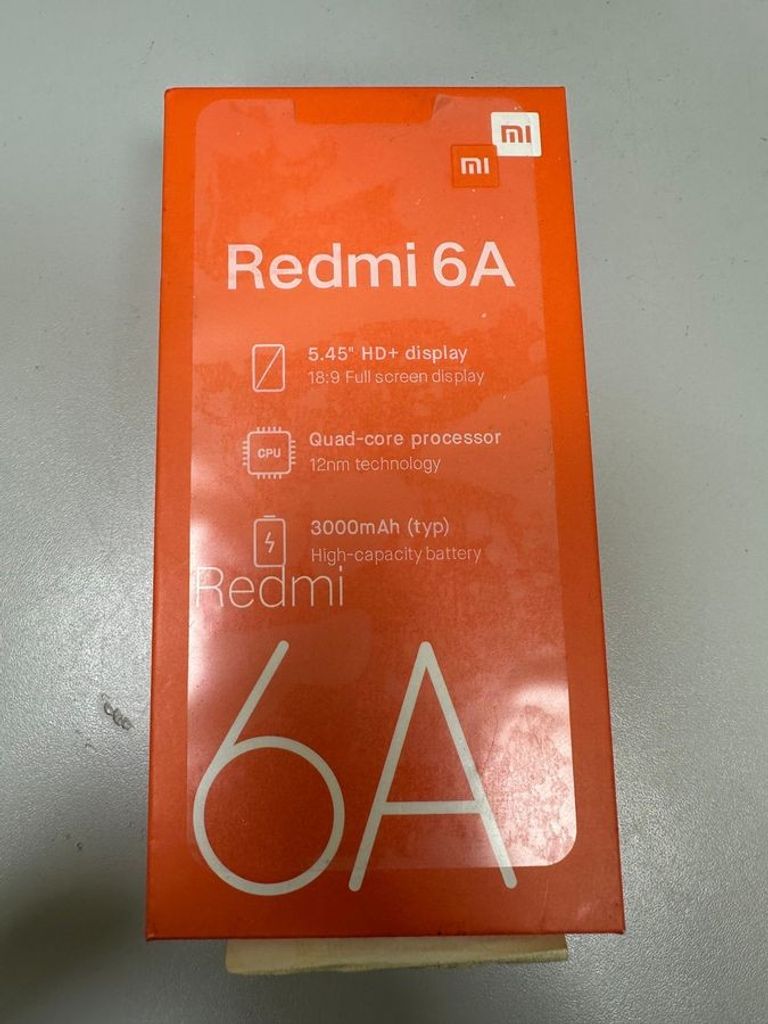 mi
mi
Redmi 6A
5.45" HD+ display
18:9 Full screen display
CPU
Quad-core processor
12nm technology
3000mAh (typ)
High-capacity battery
Redmi
6A